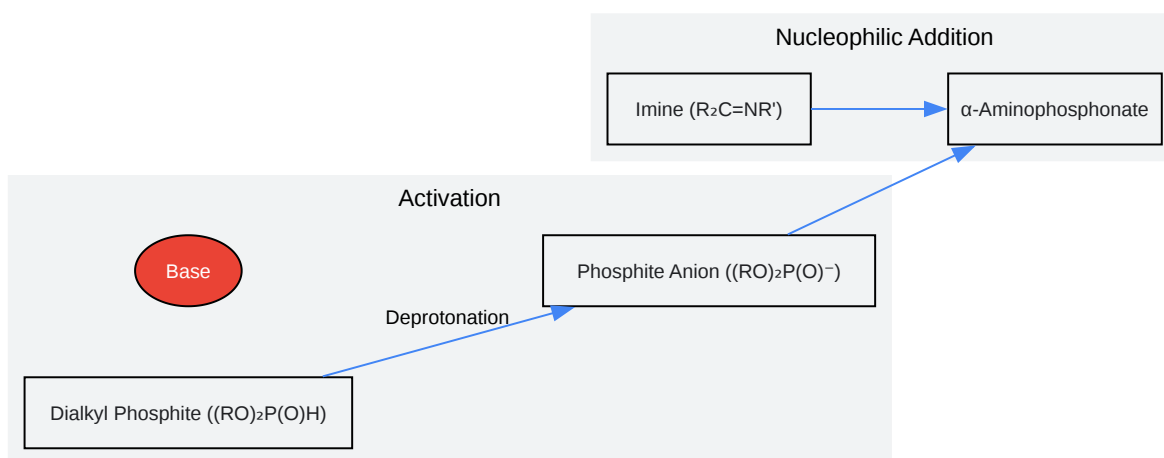 Nucleophilic Addition
Imine (R₂C=NR')
α-Aminophosphonate
Activation
Base
Phosphite Anion ((RO)₂P(O)⁻)
Deprotonation
Dialkyl Phosphite ((RO)₂P(O)H)